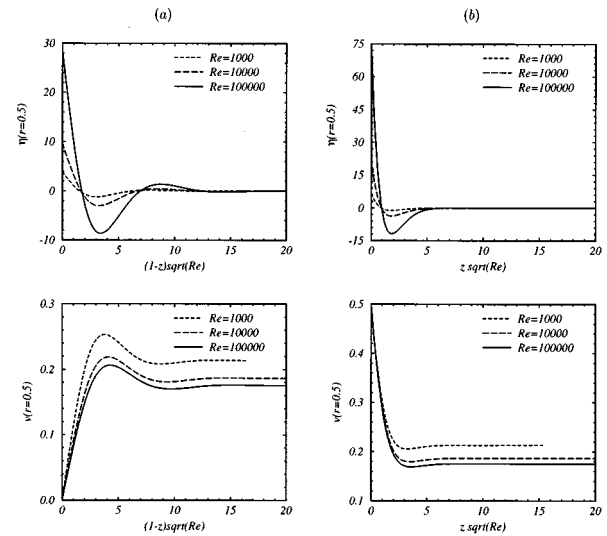 (a)
(b)
30
20
10
0
-10
η(r=0.5)
Re=1000
Re=10000
Re=100000
0 5 10 15 20
(1-z)sqrt(Re)
75
60
45
30
15
0
-15
η(r=0.5)
Re=1000
Re=10000
Re=100000
0 5 10 15 20
z sqrt(Re)
0.3
0.2
0.1
0.0
v(r=0.5)
Re=1000
Re=10000
Re=100000
0 5 10 15 20
(1-z)sqrt(Re)
0.5
0.4
0.3
0.2
0.1
v(r=0.5)
Re=1000
Re=10000
Re=100000
0 5 10 15 20
z sqrt(Re)